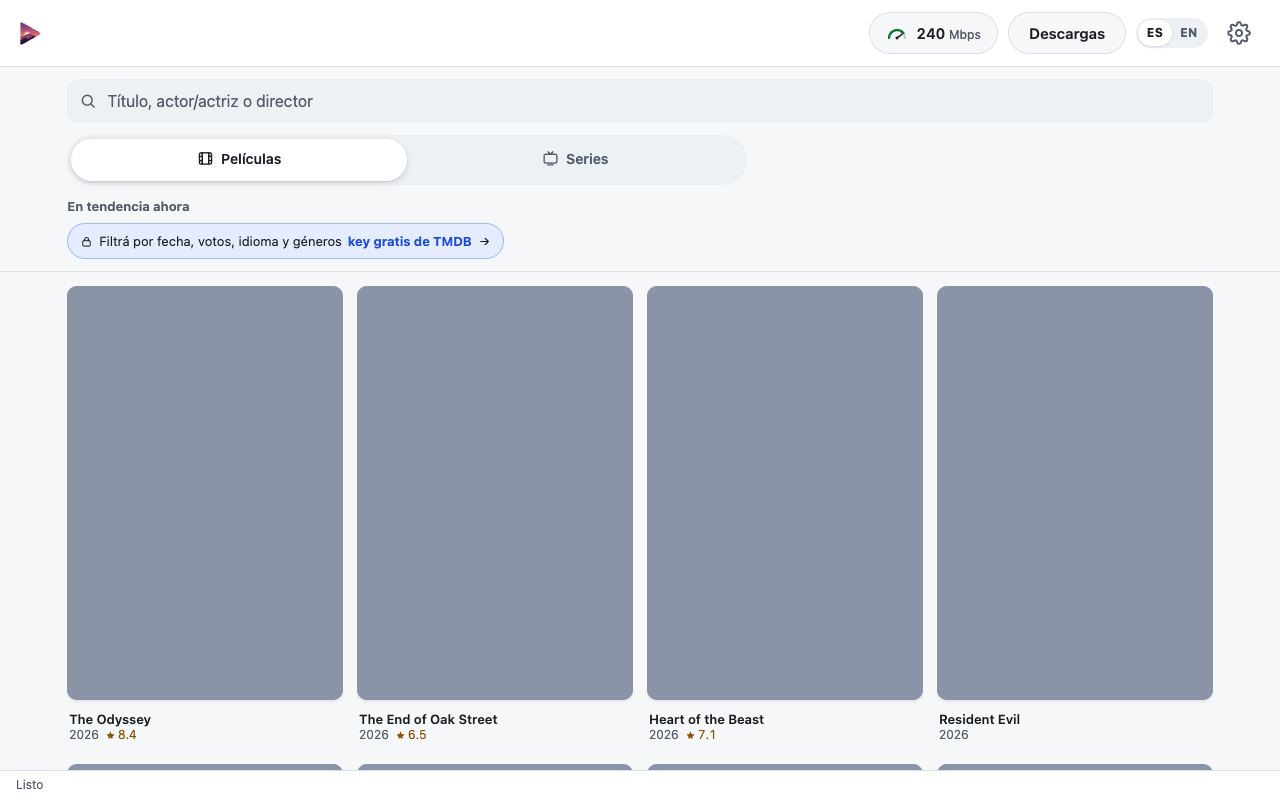 240 Mbps
Descargas
ES EN
Título, actor/actriz o director
Películas
Series
En tendencia ahora
Filtrá por fecha, votos, idioma y géneros key gratis de TMDB →
The Odyssey
2026 ★ 8.4
The End of Oak Street
2026 ★ 6.5
Heart of the Beast
2026 ★ 7.1
Resident Evil
2026
Listo